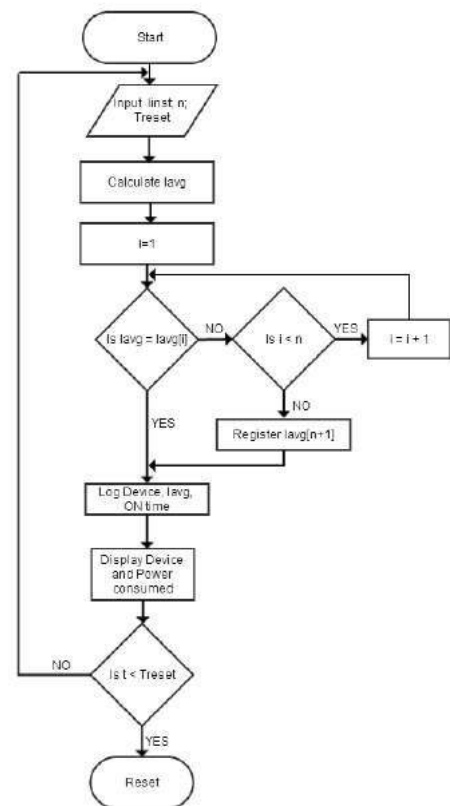 Start
Input Iinst; n;
Treset
Calculate Iavg
i=1
Is Iavg = Iavg[i]
NO
Is i < n
YES
i = i + 1
NO
YES
Register Iavg[n+1]
Log Device, Iavg,
ON time
Display Device
and Power
consumed
NO
Is t < Treset
YES
Reset